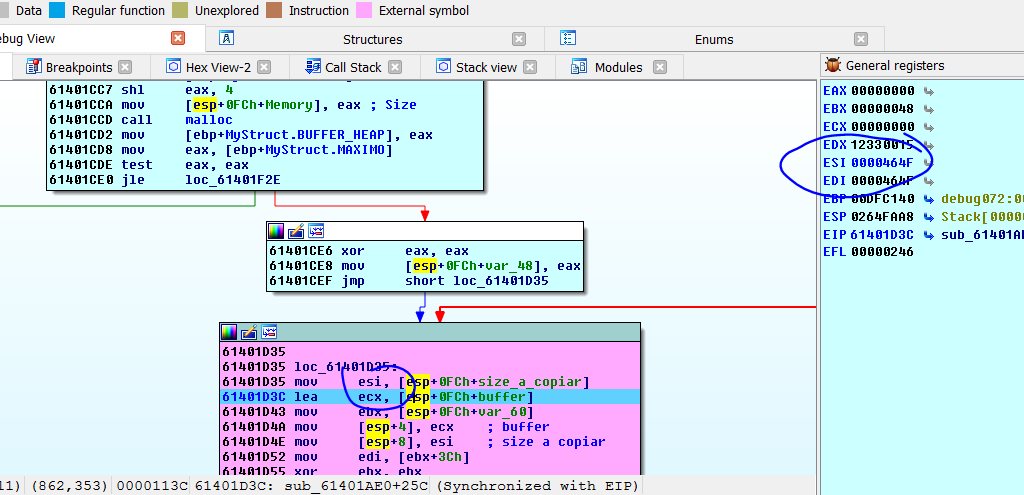 Data Regular function Unexplored Instruction External symbol
ebug View Structures Enums
Breakpoints Hex View-2 Call Stack Stack view Modules General registers
61401CC7 shl eax, 4
61401CCA mov [esp+0FCh+Memory], eax ; Size
61401CCD call malloc
61401CD2 mov [ebp+MyStruct.BUFFER_HEAP], eax
61401CD8 mov eax, [ebp+MyStruct.MAXIMO]
61401CDE test eax, eax
61401CE0 jle loc_61401F2E
61401CE6 xor eax, eax
61401CE8 mov [esp+0FCh+var_48], eax
61401CEF jmp short loc_61401D35
61401D35
61401D35 loc_61401D35:
61401D35 mov esi, [esp+0FCh+size_a_copiar]
61401D3C lea ecx, [esp+0FCh+buffer]
61401D43 mov ebx, [esp+0FCh+var_60]
61401D4A mov [esp+4], ecx ; buffer
61401D4E mov [esp+8], esi ; size a copiar
61401D52 mov edi, [ebx+3Ch]
61401D55 xor ebx, ebx
EAX 00000000
EBX 00000048
ECX 00000000
EDX 12330015
ESI 0000464F
EDI 0000464F
EBP 00DFC140 debug072:0
ESP 0264FAA8 Stack[0000
EIP 61401D3C sub_61401A
EFL 00000246
11) (862,353) 0000113C 61401D3C: sub_61401AE0+25C (Synchronized with EIP)